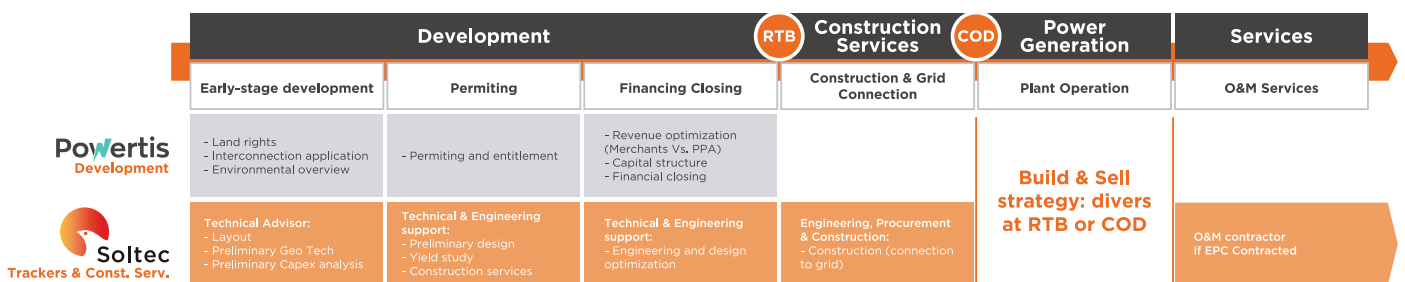 Development
RTB
Construction
Services
COD
Power
Generation
Services
Early-stage development
Permiting
Financing Closing
Construction & Grid
Connection
Plant Operation
O&M Services
Powertis
Development
- Land rights
- Interconnection application
- Environmental overview
- Permiting and entitlement
- Revenue optimization
(Merchants Vs. PPA)
- Capital structure
- Financial closing
Build & Sell
strategy: divers
at RTB or COD
Soltec
Trackers & Const. Serv.
Technical Advisor:
- Layout
- Preliminary Geo Tech
- Preliminary Capex analysis
Technical & Engineering
support:
- Preliminary design
- Yield study
- Construction services
Technical & Engineering
support:
- Engineering and design
optimization
Engineering, Procurement
& Construction:
- Construction (connection
to grid)
O&M contractor
if EPC Contracted